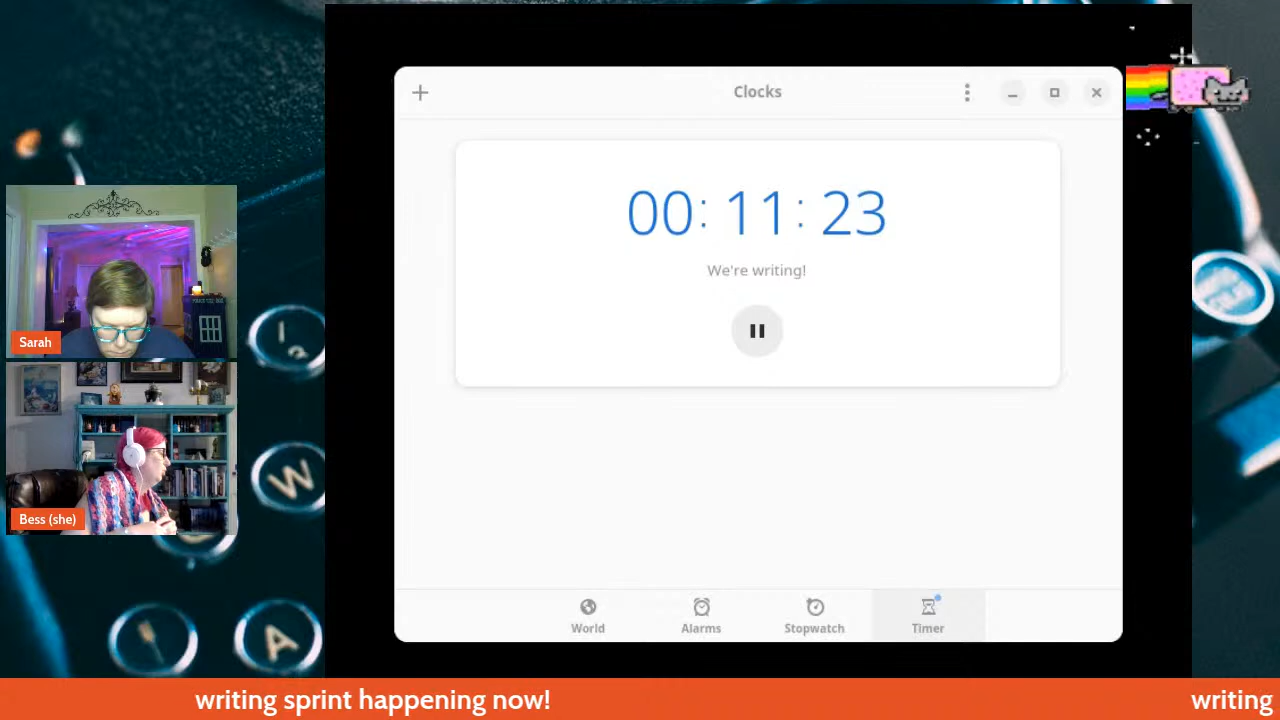 Clocks
00: 11: 23
We're writing!
Sarah
Bess (she)
I
W
A
World
Alarms
Stopwatch
Timer
writing sprint happening now!
writing